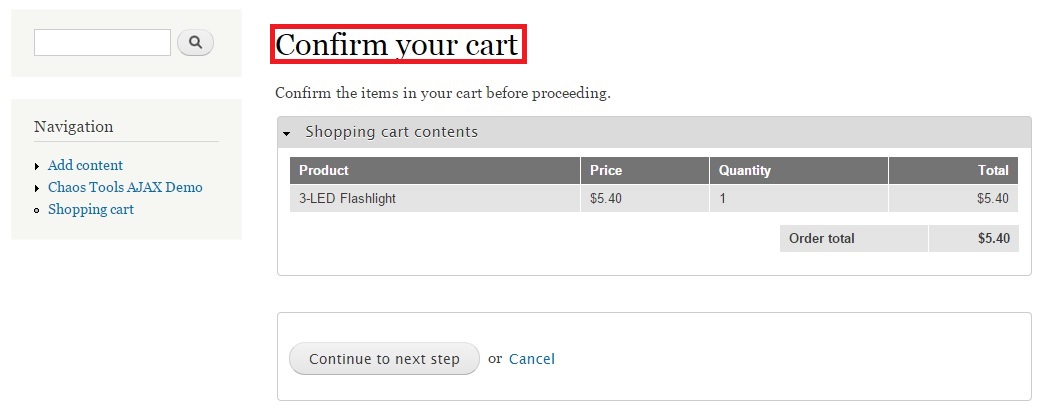 Confirm your cart
Confirm the items in your cart before proceeding.
Navigation
Add content
Chaos Tools AJAX Demo
Shopping cart
Shopping cart contents
Product Price Quantity Total
3-LED Flashlight $5.40 1 $5.40
Order total $5.40
Continue to next step or Cancel